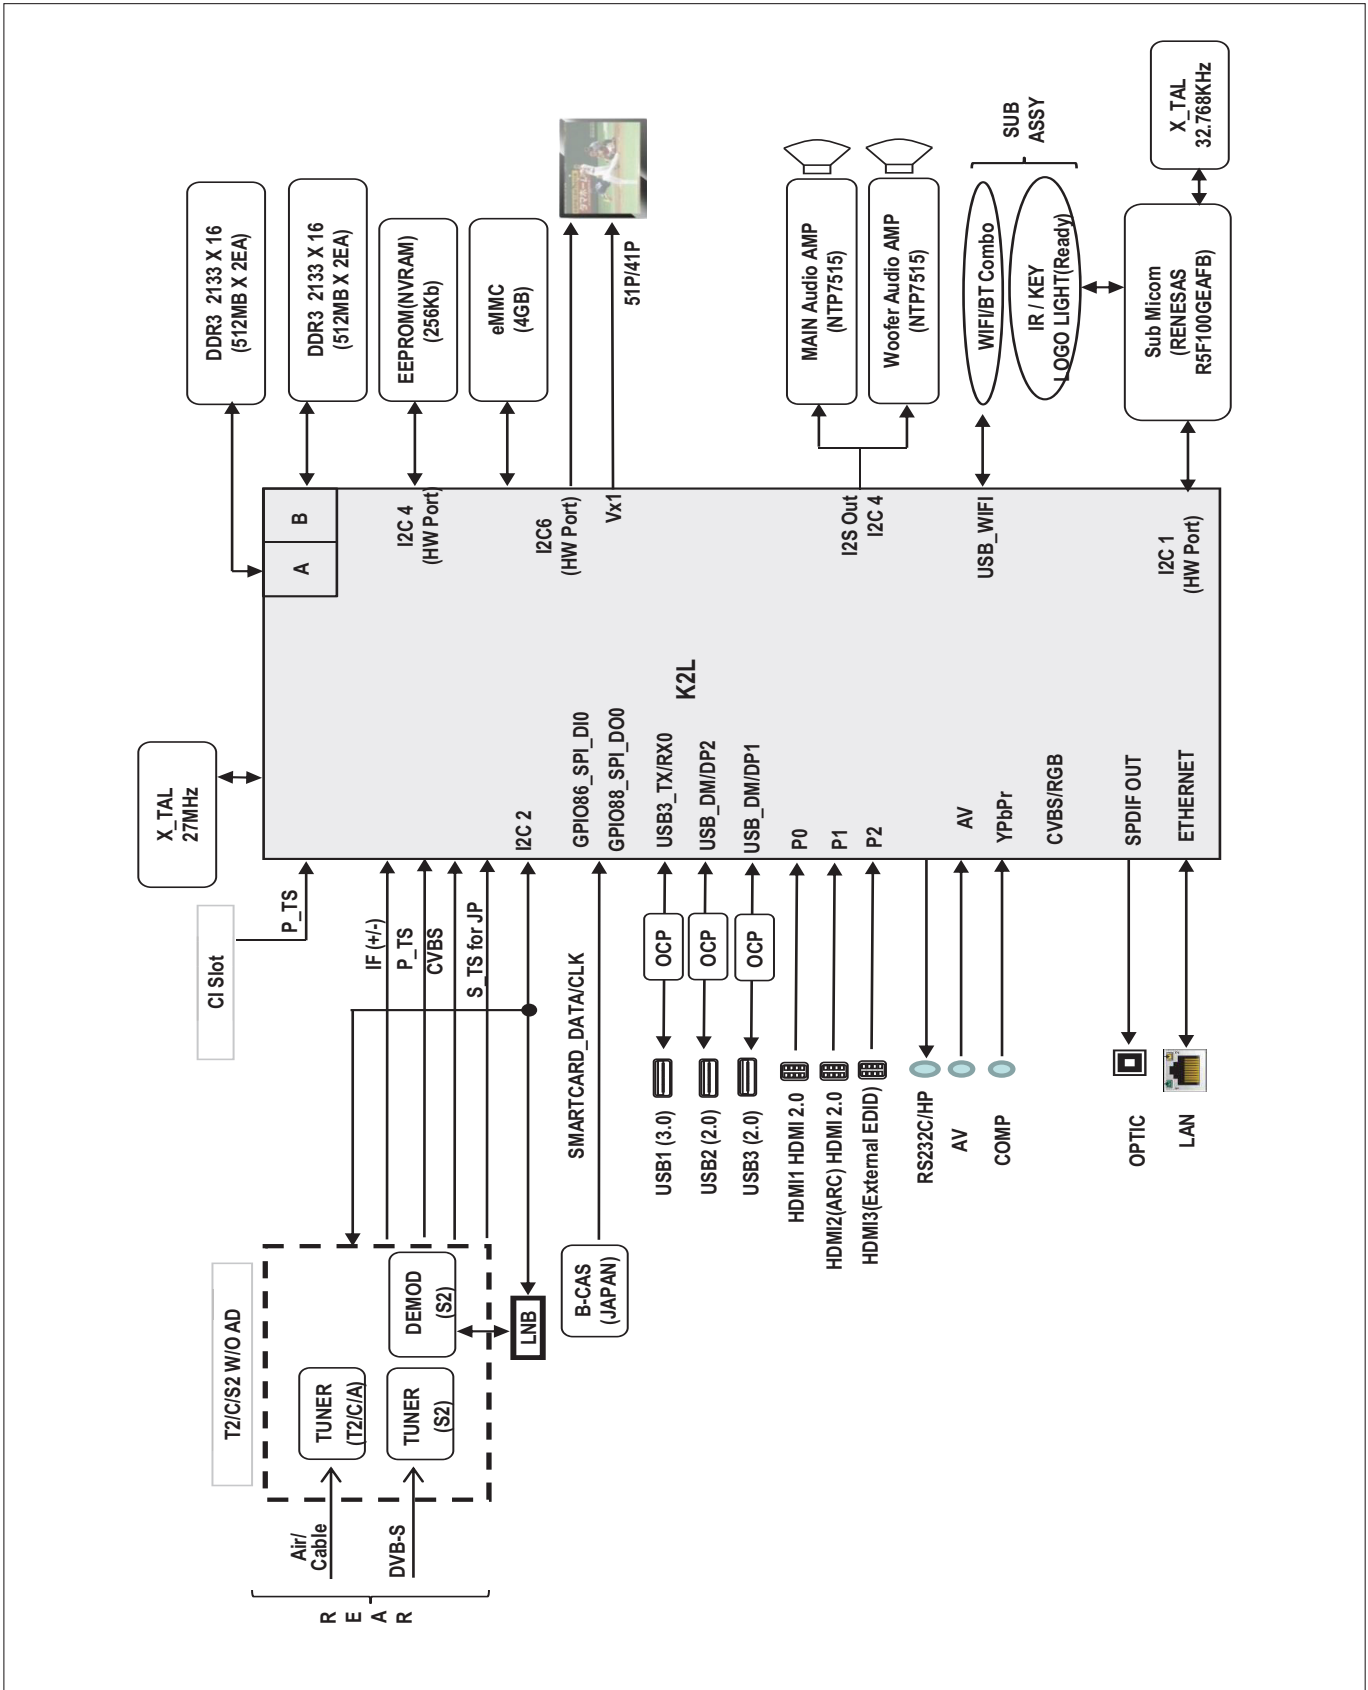 REAR
Air/
Cable
DVB-S
T2/C/S2 W/O AD
TUNER
(T2/C/A)
TUNER
(S2)
DEMOD
(S2)
LNB
CI Slot
P_TS
IF (+/-)
P_TS
CVBS
S_TS for JP
X_TAL
27MHz
B-CAS
(JAPAN)
SMARTCARD_DATA/CLK
USB1 (3.0)
OCP
USB2 (2.0)
OCP
USB3 (2.0)
OCP
HDMI1 HDMI 2.0
HDMI2(ARC) HDMI 2.0
HDMI3(External EDID)
RS232C/HP
AV
COMP
OPTIC
LAN
I2C 2
GPIO86_SPI_DI0
GPIO88_SPI_DO0
USB3_TX/RX0
USB_DM/DP2
USB_DM/DP1
P0
P1
P2
AV
YPbPr
CVBS/RGB
SPDIF OUT
ETHERNET
K2L
A
B
I2C 4
(HW Port)
I2C6
(HW Port)
Vx1
I2S Out
I2C 4
USB_WIFI
I2C 1
(HW Port)
DDR3 2133 X 16
(512MB X 2EA)
DDR3 2133 X 16
(512MB X 2EA)
EEPROM(NVRAM)
(256Kb)
eMMC
(4GB)
51P/41P
MAIN Audio AMP
(NTP7515)
Woofer Audio AMP
(NTP7515)
WIFI/BT Combo
IR / KEY
LOGO LIGHT(Ready)
SUB
ASSY
Sub Micom
(RENESAS
R5F100GEAFB)
X_TAL
32.768KHz